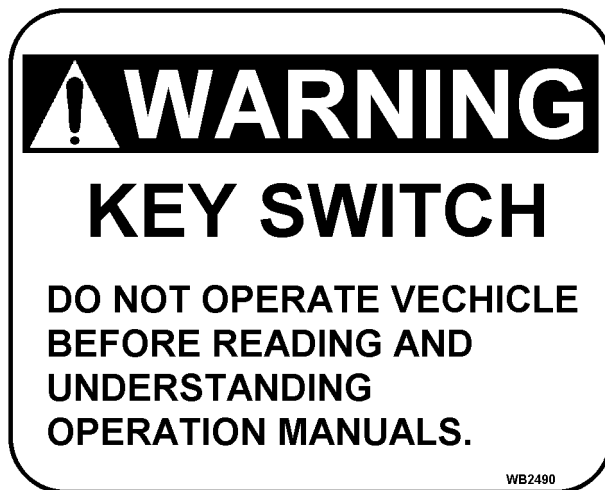 WARNING
KEY SWITCH
DO NOT OPERATE VECHICLE
BEFORE READING AND
UNDERSTANDING
OPERATION MANUALS.
WB2490